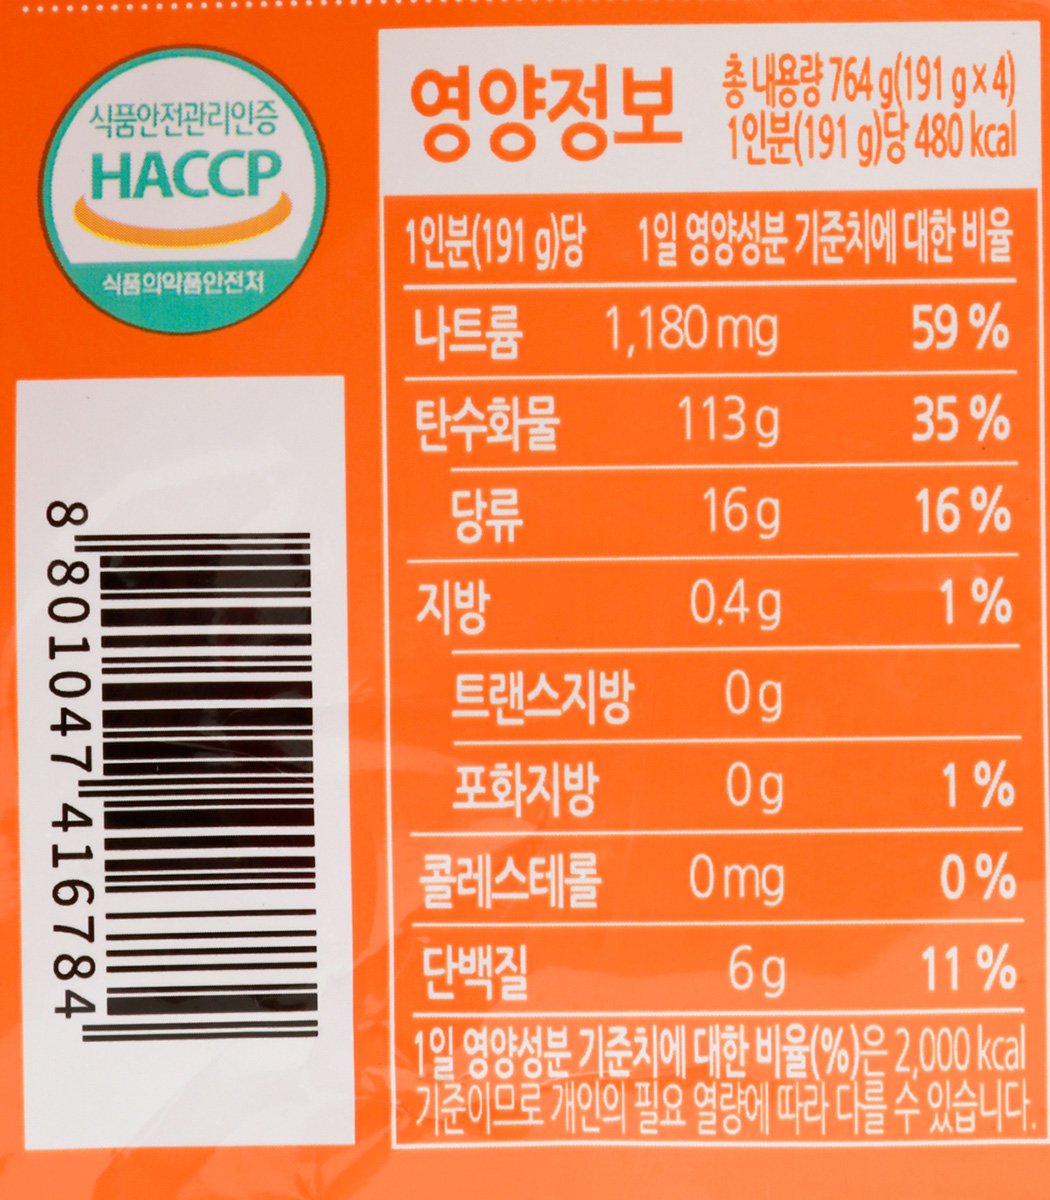 식품안전관리인증
HACCP
식품의약품안전처
영양정보
총 내용량 764 g(191 g × 4)
1인분(191 g)당 480 kcal
1인분(191 g)당 1일 영양성분 기준치에 대한 비율
나트륨 1,180 mg 59 %
탄수화물 113 g 35 %
당류 16 g 16 %
지방 0.4 g 1 %
트랜스지방 0 g
포화지방 0 g 1 %
콜레스테롤 0 mg 0 %
단백질 6 g 11 %
1일 영양성분 기준치에 대한 비율(%)은 2,000 kcal
기준이므로 개인의 필요 열량에 따라 다를 수 있습니다.
8 801047 416784